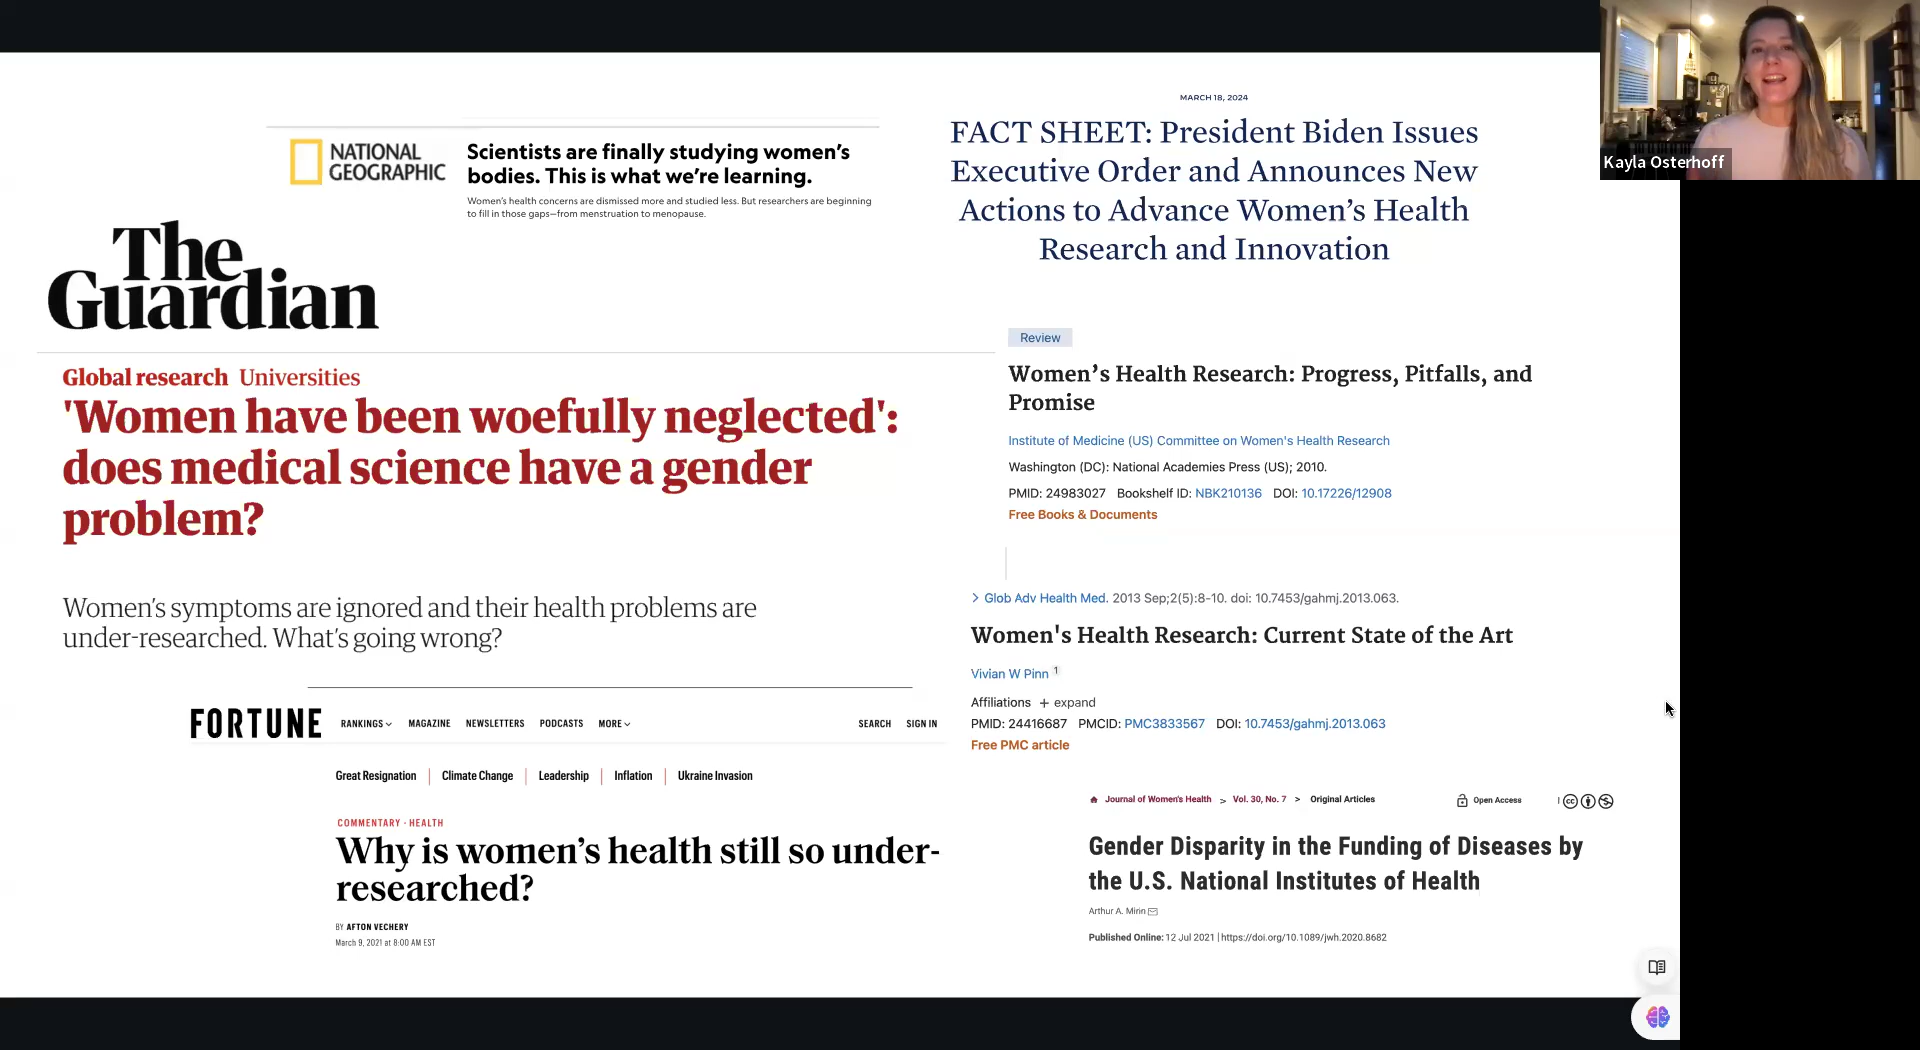 NATIONAL
GEOGRAPHIC
Scientists are finally studying women's
bodies. This is what we're learning.
Women's health concerns are dismissed more and studied less. But researchers are beginning
to fill in those gaps—from menstruation to menopause.
The
Guardian
Global research Universities
'Women have been woefully neglected':
does medical science have a gender
problem?
Women's symptoms are ignored and their health problems are
under-researched. What's going wrong?
FORTUNE RANKINGS MAGAZINE NEWSLETTERS PODCASTS MORE SEARCH SIGN IN
Great Resignation | Climate Change | Leadership | Inflation | Ukraine Invasion
COMMENTARY · HEALTH
Why is women's health still so under-
researched?
BY AFTON VECHERY
March 9, 2021 at 8:00 AM EST
MARCH 18, 2024
FACT SHEET: President Biden Issues
Executive Order and Announces New
Actions to Advance Women's Health
Research and Innovation
Review
Women's Health Research: Progress, Pitfalls, and
Promise
Institute of Medicine (US) Committee on Women's Health Research
Washington (DC): National Academies Press (US); 2010.
PMID: 24983027 Bookshelf ID: NBK210136 DOI: 10.17226/12908
Free Books & Documents
> Glob Adv Health Med. 2013 Sep;2(5):8-10. doi: 10.7453/gahmj.2013.063.
Women's Health Research: Current State of the Art
Vivian W Pinn 1
Affiliations + expand
PMID: 24416687 PMCID: PMC3833567 DOI: 10.7453/gahmj.2013.063
Free PMC article
Journal of Women's Health > Vol. 30, No. 7 > Original Articles Open Access
Gender Disparity in the Funding of Diseases by
the U.S. National Institutes of Health
Arthur A. Mirin
Published Online: 12 Jul 2021 | https://doi.org/10.1089/jwh.2020.8682
Kayla Osterhoff